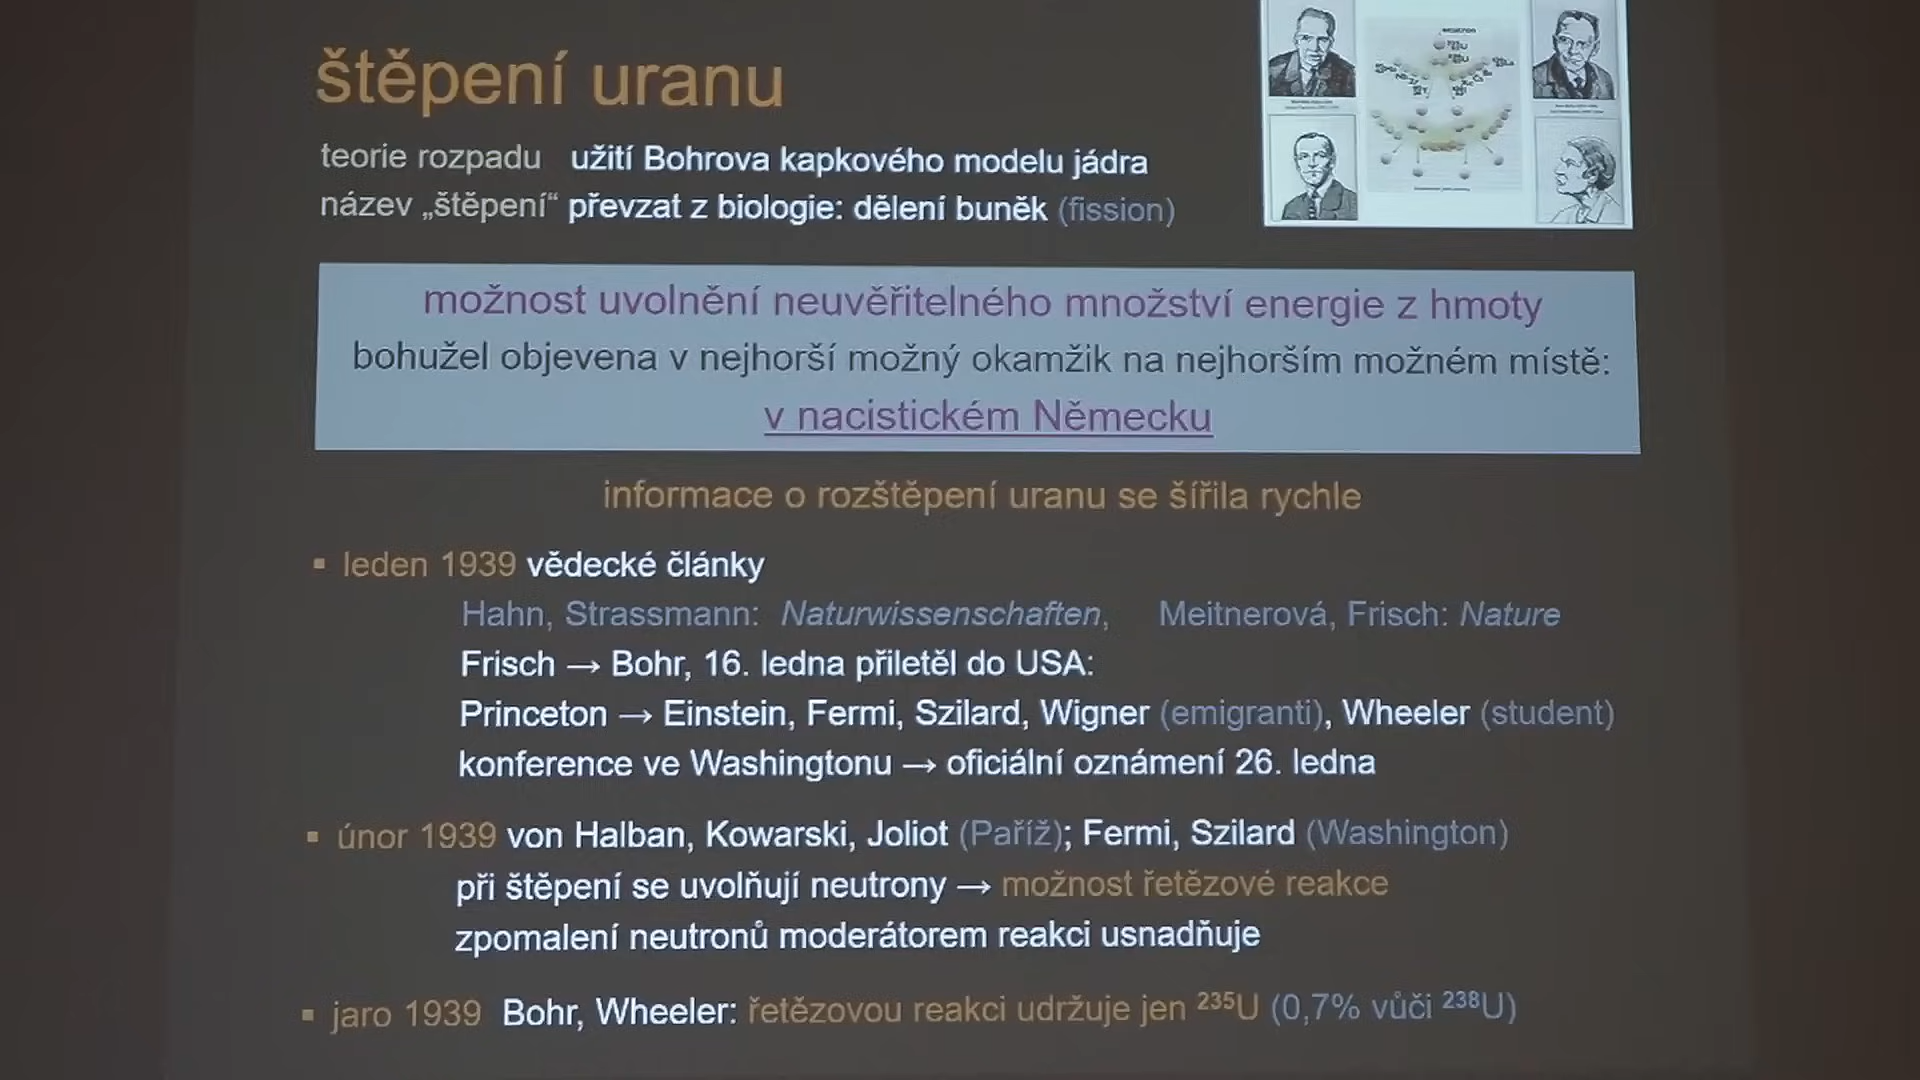 štěpení uranu
teorie rozpadu užití Bohrova kapkového modelu jádra
název „štěpení“ převzat z biologie: dělení buněk (fission)
možnost uvolnění neuvěřitelného množství energie z hmoty
bohužel objevena v nejhorší možný okamžik na nejhorším možném místě:
v nacistickém Německu
informace o rozštěpení uranu se šířila rychle
▪ leden 1939 vědecké články
Hahn, Strassmann: Naturwissenschaften, Meitnerová, Frisch: Nature
Frisch → Bohr, 16. ledna přiletěl do USA:
Princeton → Einstein, Fermi, Szilard, Wigner (emigranti), Wheeler (student)
konference ve Washingtonu → oficiální oznámení 26. ledna
▪ únor 1939 von Halban, Kowarski, Joliot (Paříž); Fermi, Szilard (Washington)
při štěpení se uvolňují neutrony → možnost řetězové reakce
zpomalení neutronů moderátorem reakci usnadňuje
▪ jaro 1939 Bohr, Wheeler: řetězovou reakci udržuje jen ²³⁵U (0,7% vůči ²³⁸U)